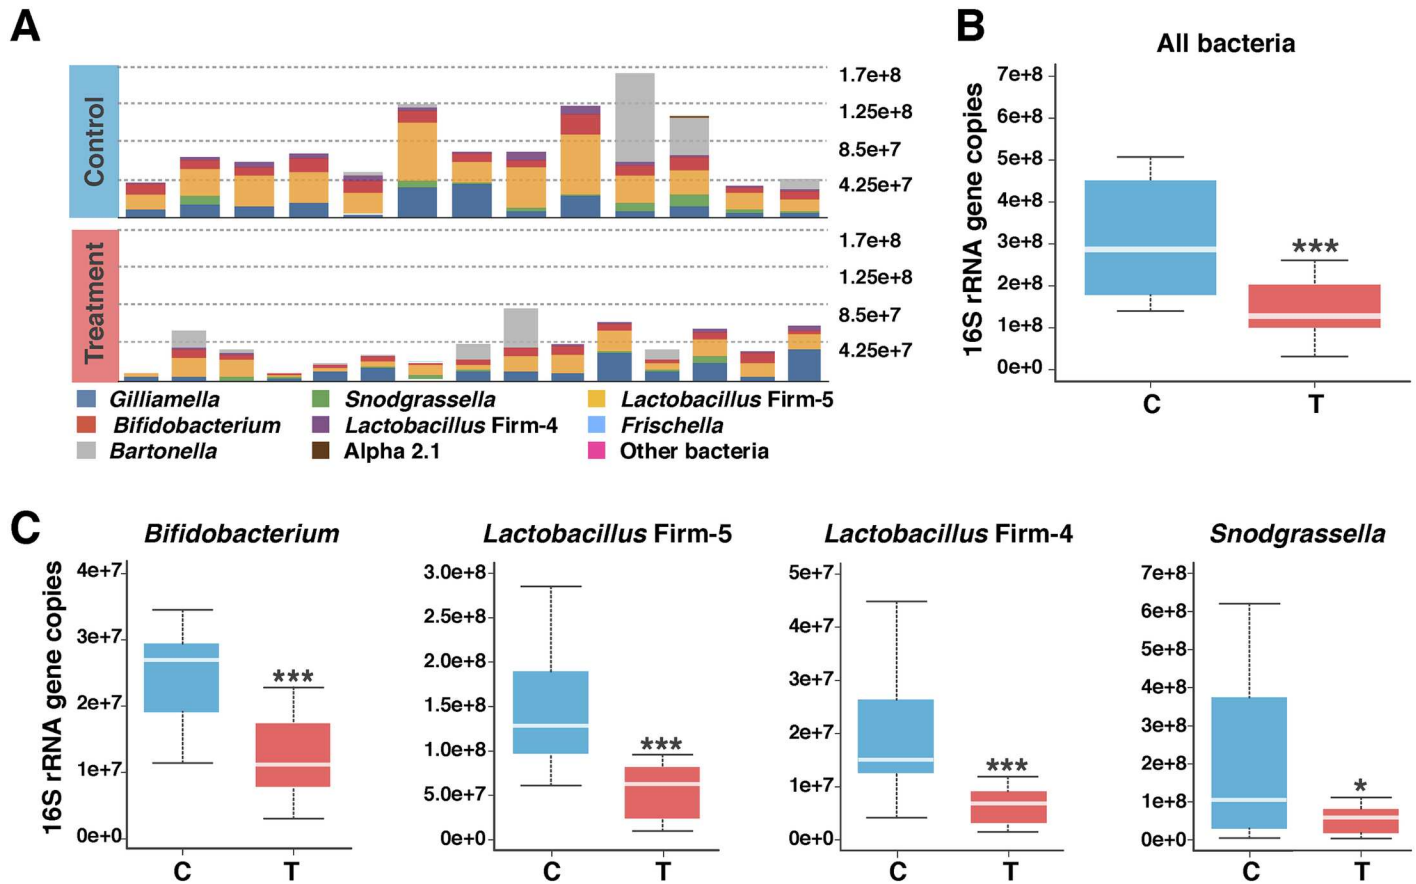 A
Control
1.7e+8
1.25e+8
8.5e+7
4.25e+7
Treatment
1.7e+8
1.25e+8
8.5e+7
4.25e+7
Gilliamella
Snodgrassella
Lactobacillus Firm-5
Bifidobacterium
Lactobacillus Firm-4
Frischella
Bartonella
Alpha 2.1
Other bacteria
B
All bacteria
16S rRNA gene copies
7e+8
6e+8
5e+8
4e+8
3e+8
2e+8
1e+8
0e+0
***
C T
C
Bifidobacterium
16S rRNA gene copies
4e+7
3e+7
2e+7
1e+7
0e+0
***
C T
Lactobacillus Firm-5
3.0e+8
2.5e+8
2.0e+8
1.5e+8
1.0e+8
5.0e+7
0e+0
***
C T
Lactobacillus Firm-4
5e+7
4e+7
3e+7
2e+7
1e+7
0e+0
***
C T
Snodgrassella
7e+8
6e+8
5e+8
4e+8
3e+8
2e+8
1e+8
0e+0
*
C T